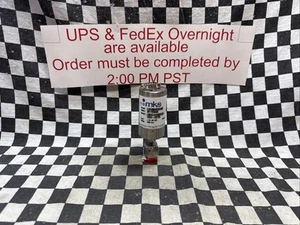 UPS & FedEx Overnight
are available
Order must be completed by
2:00 PM PST
mks